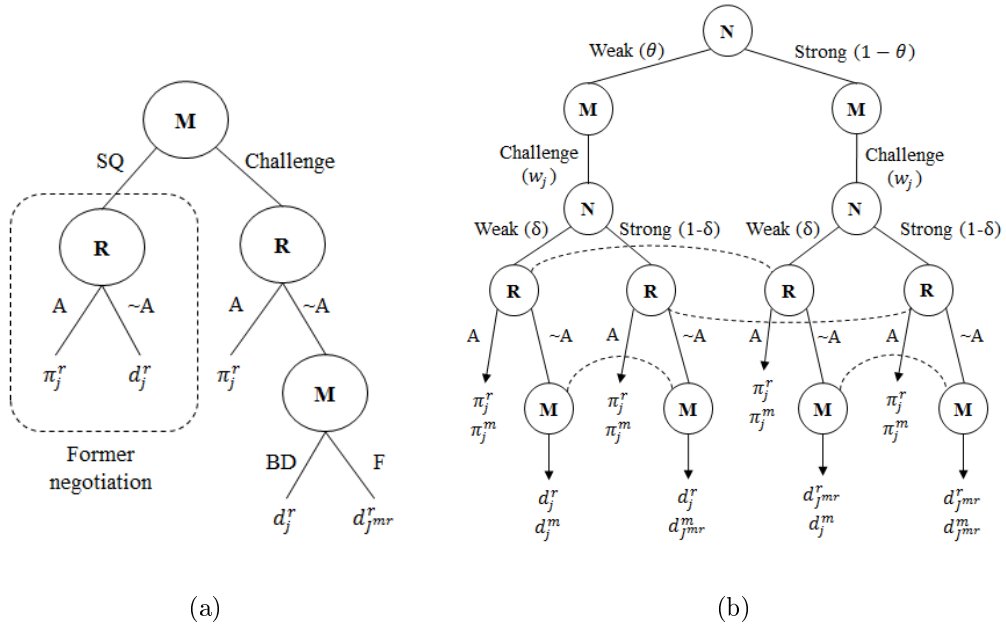 M
SQ
Challenge
R
R
A
~A
A
~A
π_j^r
d_j^r
π_j^r
M
Former
negotiation
BD
F
d_j^r
d_{j^{mr}}^r
(a)
N
Weak (θ)
Strong (1 − θ)
M
M
Challenge
(w_j)
Challenge
(w_j)
N
N
Weak (δ)
Strong (1-δ)
Weak (δ)
Strong (1-δ)
R
R
R
R
A
~A
A
~A
A
~A
A
~A
π_j^r
π_j^m
π_j^r
π_j^m
π_j^r
π_j^m
π_j^r
π_j^m
M
M
M
M
d_j^r
d_j^m
d_j^r
d_{j^{mr}}^m
d_{j^{mr}}^r
d_j^m
d_{j^{mr}}^r
d_{j^{mr}}^m
(b)